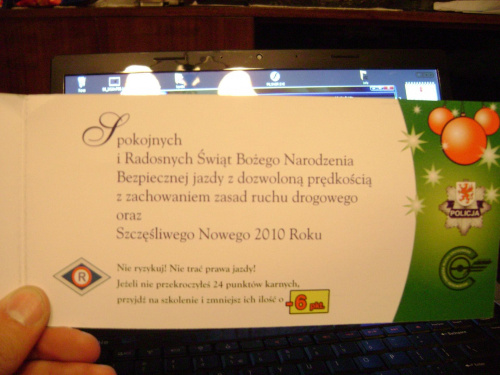 Spokojnych
i Radosnych Świąt Bożego Narodzenia
Bezpiecznej jazdy z dozwoloną prędkością
z zachowaniem zasad ruchu drogowego
oraz
Szczęśliwego Nowego 2010 Roku
POLICJA
R
Nie ryzykuj! Nie trać prawa jazdy!
Jeżeli nie przekroczyłeś 24 punktów karnych,
przyjdź na szkolenie i zmniejsz ich ilość o -6 pkt.